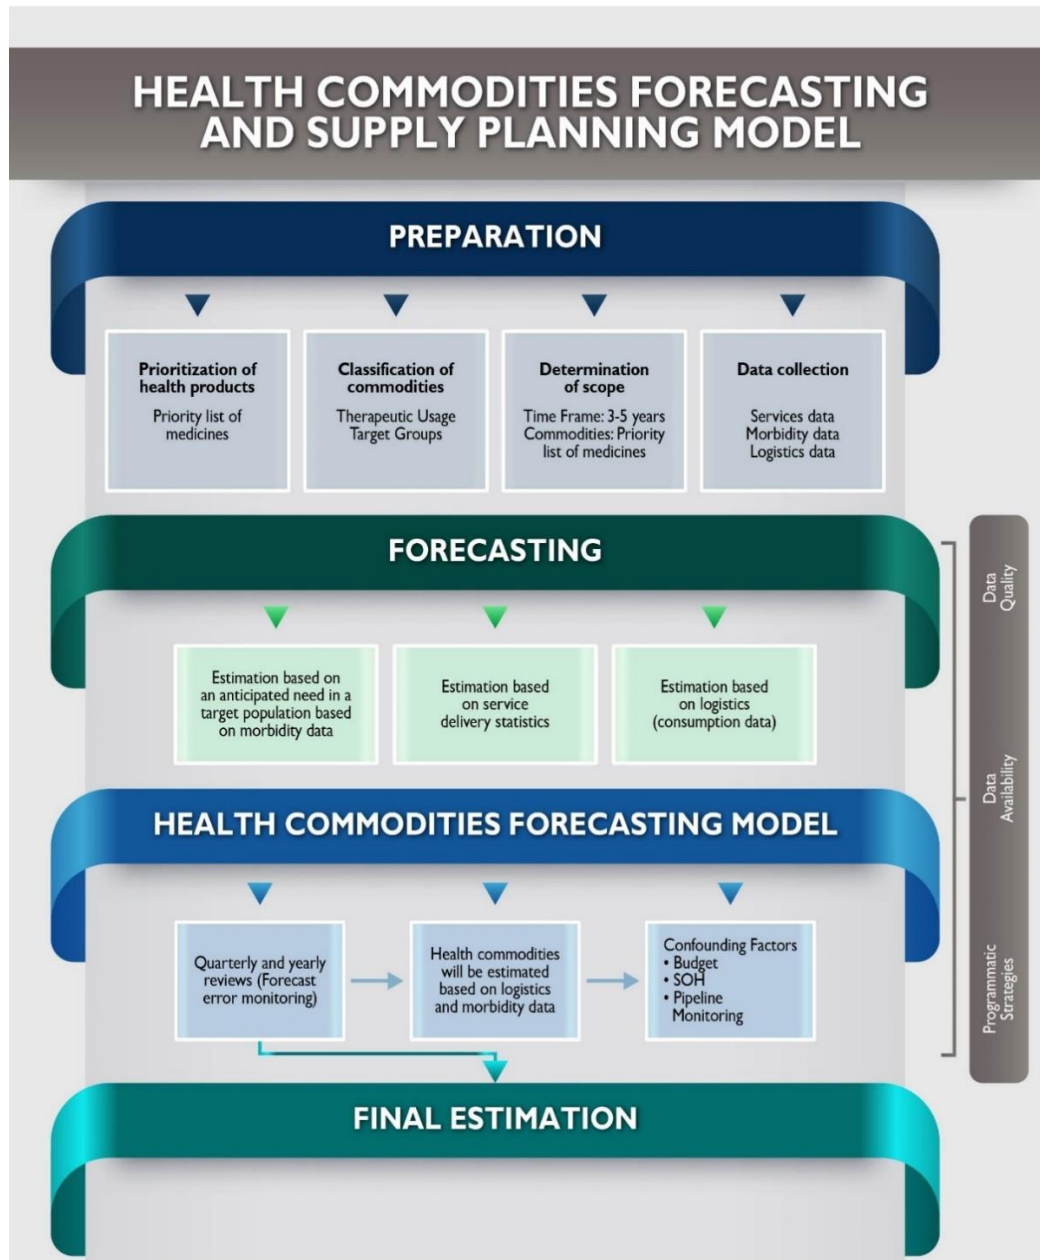 HEALTH COMMODITIES FORECASTING
AND SUPPLY PLANNING MODEL
PREPARATION
Prioritization of
health products
Priority list of
medicines
Classification of
commodities
Therapeutic Usage
Target Groups
Determination
of scope
Time Frame: 3-5 years
Commodities: Priority
list of medicines
Data collection
Services data
Morbidity data
Logistics data
FORECASTING
Estimation based on
an anticipated need in a
target population based
on morbidity data
Estimation based
on service
delivery statistics
Estimation based
on logistics
(consumption data)
HEALTH COMMODITIES FORECASTING MODEL
Quarterly and yearly
reviews (Forecast
error monitoring)
Health commodities
will be estimated
based on logistics
and morbidity data
Confounding Factors
• Budget
• SOH
• Pipeline
Monitoring
Data
Quality
Data
Availability
Programmatic
Strategies
FINAL ESTIMATION